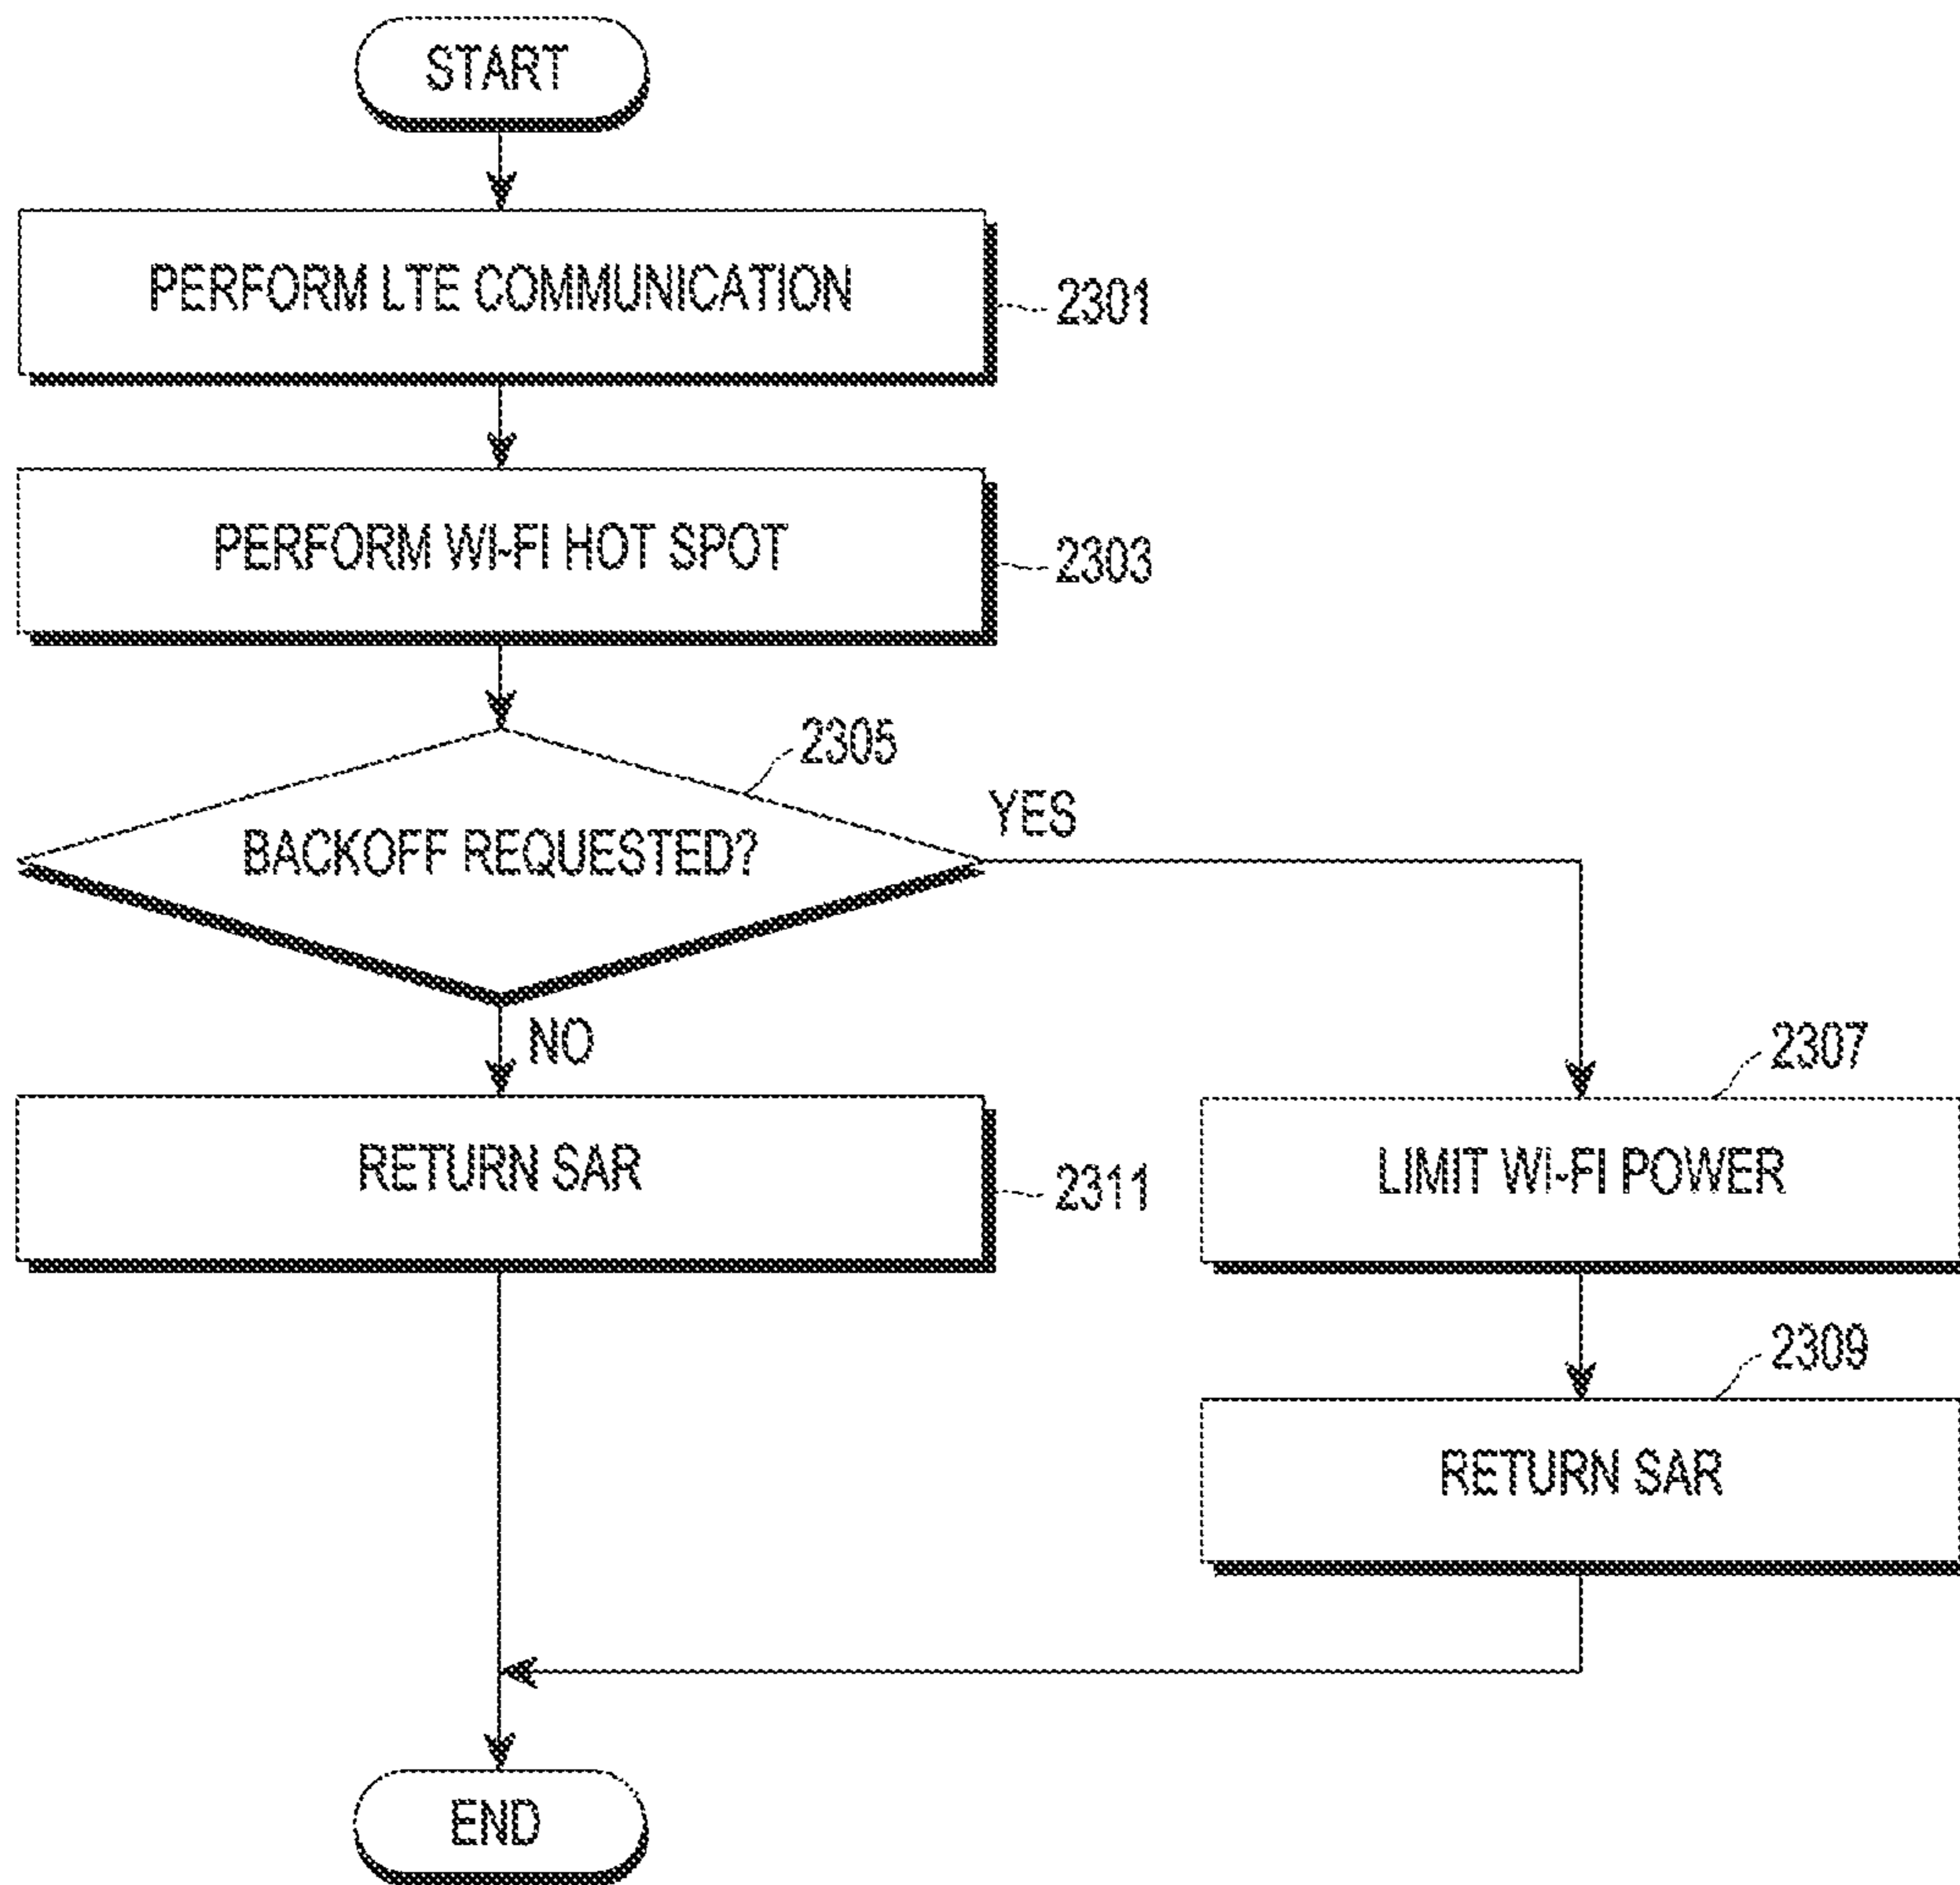 START
PERFORM LTE COMMUNICATION
2301
PERFORM WI-FI HOT SPOT
2303
2305
BACKOFF REQUESTED?
YES
NO
RETURN SAR
2311
2307
LIMIT WI-FI POWER
2309
RETURN SAR
END